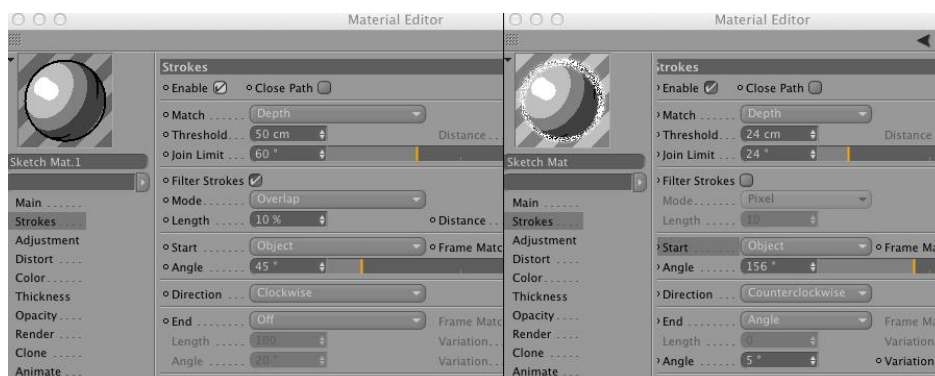 Material Editor
Strokes
Enable Close Path
Match ...... Depth
Threshold... 50 cm Distance...
Join Limit ... 60 °
Sketch Mat.1
Filter Strokes
Main ......
Mode....... Overlap
Strokes ....
Length .... 10 % Distance...
Adjustment
Start ....... Object Frame Matc
Distort ....
Angle ...... 45 °
Color......
Thickness
Direction ... Clockwise
Opacity....
End ........ Off Frame Matc
Render ....
Length .... 100 Variation...
Clone .....
Angle ...... 20 ° Variation...
Animate ...
Material Editor
Strokes
Enable Close Path
Match ...... Depth
Threshold... 24 cm Distance
Join Limit ... 24 °
Sketch Mat
Filter Strokes
Main ......
Mode....... Pixel
Strokes ....
Length .... 10
Adjustment
Start ....... Object Frame Ma
Distort ....
Angle ...... 156 °
Color......
Thickness
Direction ... Counterclockwise
Opacity....
End ........ Angle Frame Ma
Render ....
Length .... 0 Variation
Clone .....
Angle ...... 5 ° Variation
Animate ...